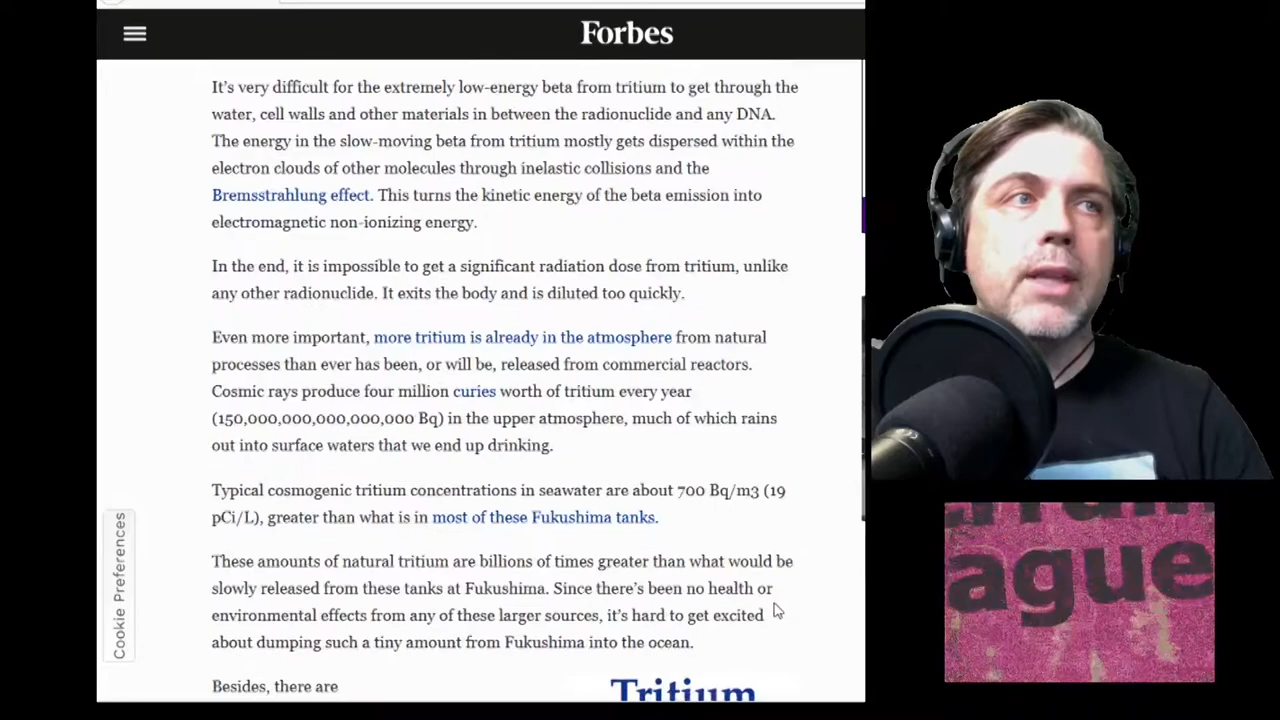 Forbes
It's very difficult for the extremely low-energy beta from tritium to get through the
water, cell walls and other materials in between the radionuclide and any DNA.
The energy in the slow-moving beta from tritium mostly gets dispersed within the
electron clouds of other molecules through inelastic collisions and the
Bremsstrahlung effect. This turns the kinetic energy of the beta emission into
electromagnetic non-ionizing energy.
In the end, it is impossible to get a significant radiation dose from tritium, unlike
any other radionuclide. It exits the body and is diluted too quickly.
Even more important, more tritium is already in the atmosphere from natural
processes than ever has been, or will be, released from commercial reactors.
Cosmic rays produce four million curies worth of tritium every year
(150,000,000,000,000,000 Bq) in the upper atmosphere, much of which rains
out into surface waters that we end up drinking.
Typical cosmogenic tritium concentrations in seawater are about 700 Bq/m3 (19
pCi/L), greater than what is in most of these Fukushima tanks.
These amounts of natural tritium are billions of times greater than what would be
slowly released from these tanks at Fukushima. Since there's been no health or
environmental effects from any of these larger sources, it's hard to get excited
about dumping such a tiny amount from Fukushima into the ocean.
Besides, there are
Tritium
Cookie Preferences
ague